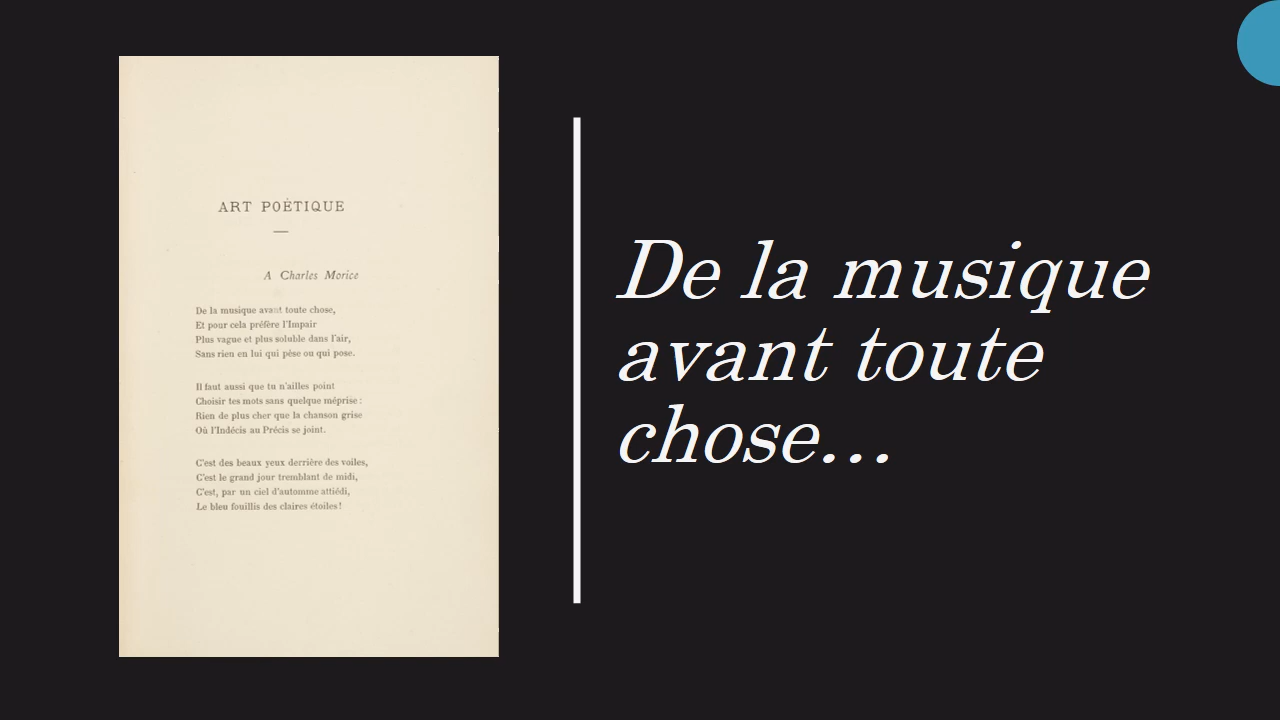 ART POÉTIQUE
A Charles Morice
De la musique avant toute chose,
Et pour cela préfère l'Impair
Plus vague et plus soluble dans l'air,
Sans rien en lui qui pèse ou qui pose.
Il faut aussi que tu n'ailles point
Choisir tes mots sans quelque méprise :
Rien de plus cher que la chanson grise
Où l'Indécis au Précis se joint.
C'est des beaux yeux derrière des voiles,
C'est le grand jour tremblant de midi,
C'est, par un ciel d'automme attiédi,
Le bleu fouillis des claires étoiles!
De la musique
avant toute
chose...